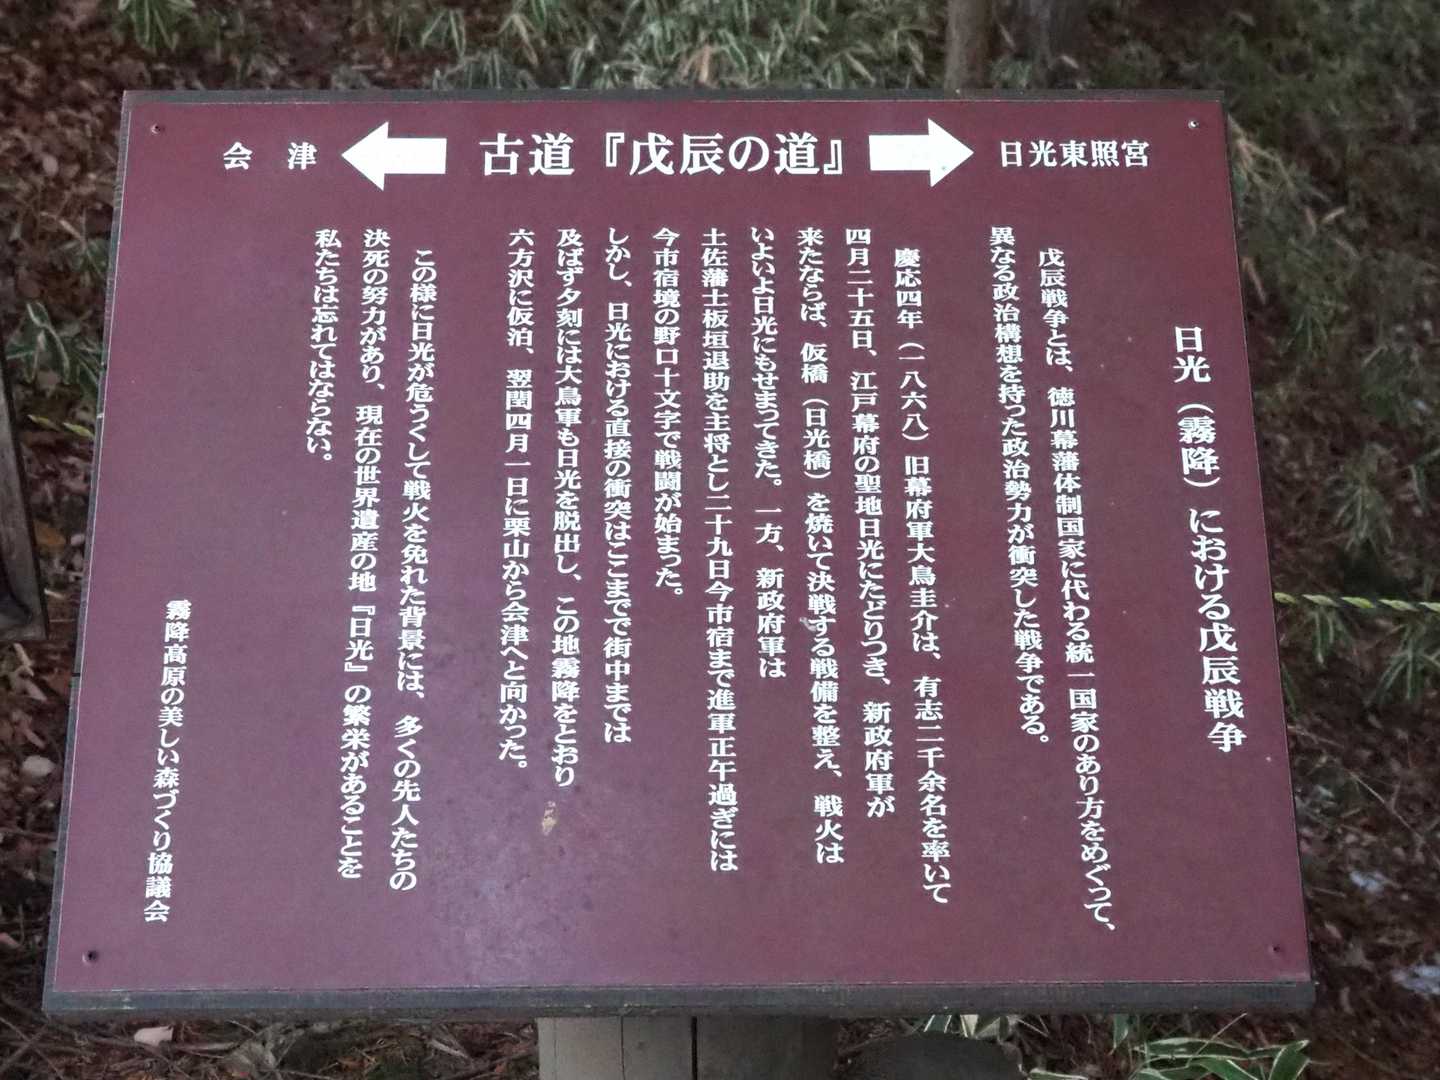 会津 ← 古道『戊辰の道』 → 日光東照宮
日光（霧降）における戊辰戦争
戊辰戦争とは、徳川幕藩体制国家に代わる統一国家のあり方をめぐって、
異なる政治構想を持った政治勢力が衝突した戦争である。
慶応四年（一八六八）旧幕府軍大鳥圭介は、有志二千余名を率いて
四月二十五日、江戸幕府の聖地日光にたどりつき、新政府軍が
来たならば、仮橋（日光橋）を焼いて決戦する戦備を整え、戦火は
いよいよ日光にもせまってきた。一方、新政府軍は
土佐藩士板垣退助を主将とし二十九日今市宿まで進軍正午過ぎには
今市宿境の野口十文字で戦闘が始まった。
しかし、日光における直接の衝突はここまでで街中までは
及ばず夕刻には大鳥軍も日光を脱出し、この地霧降をとおり
六方沢に仮泊、翌閏四月一日に栗山から会津へと向かった。
この様に日光が危うくして戦火を免れた背景には、多くの先人たちの
決死の努力があり、現在の世界遺産の地『日光』の繁栄があることを
私たちは忘れてはならない。
霧降高原の美しい森づくり協議会